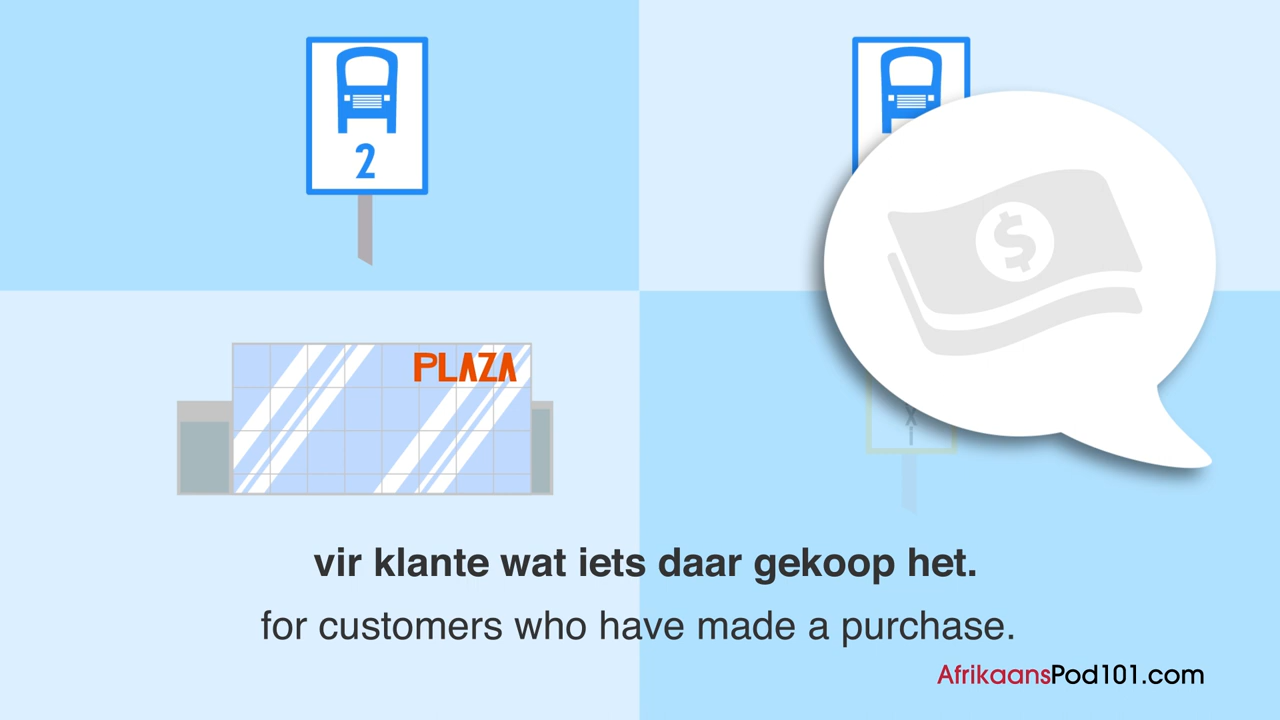 2
PLAZA
vir klante wat iets daar gekoop het.
for customers who have made a purchase.
AfrikaansPod101.com